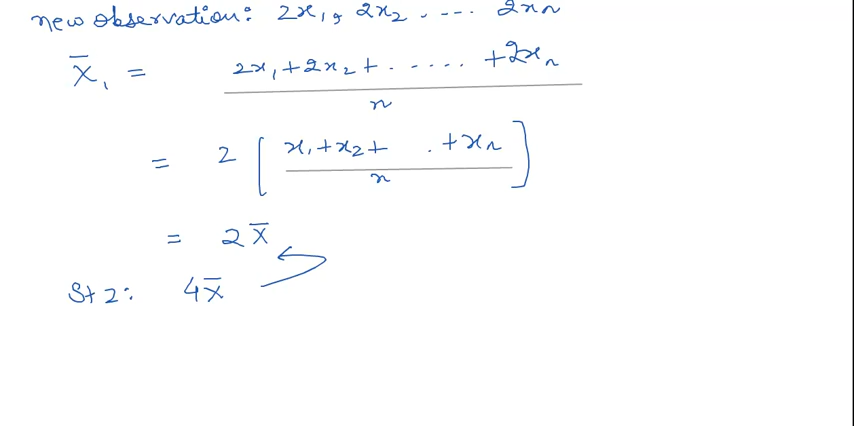 new observation: 2x₁, 2x₂ . --- 2xₙ
x̄₁ = 2x₁+2x₂+ . . . . . +2xₙ / n
= 2 [ x₁+x₂+ . +xₙ / n ]
= 2x̄
St 2: 4x̄